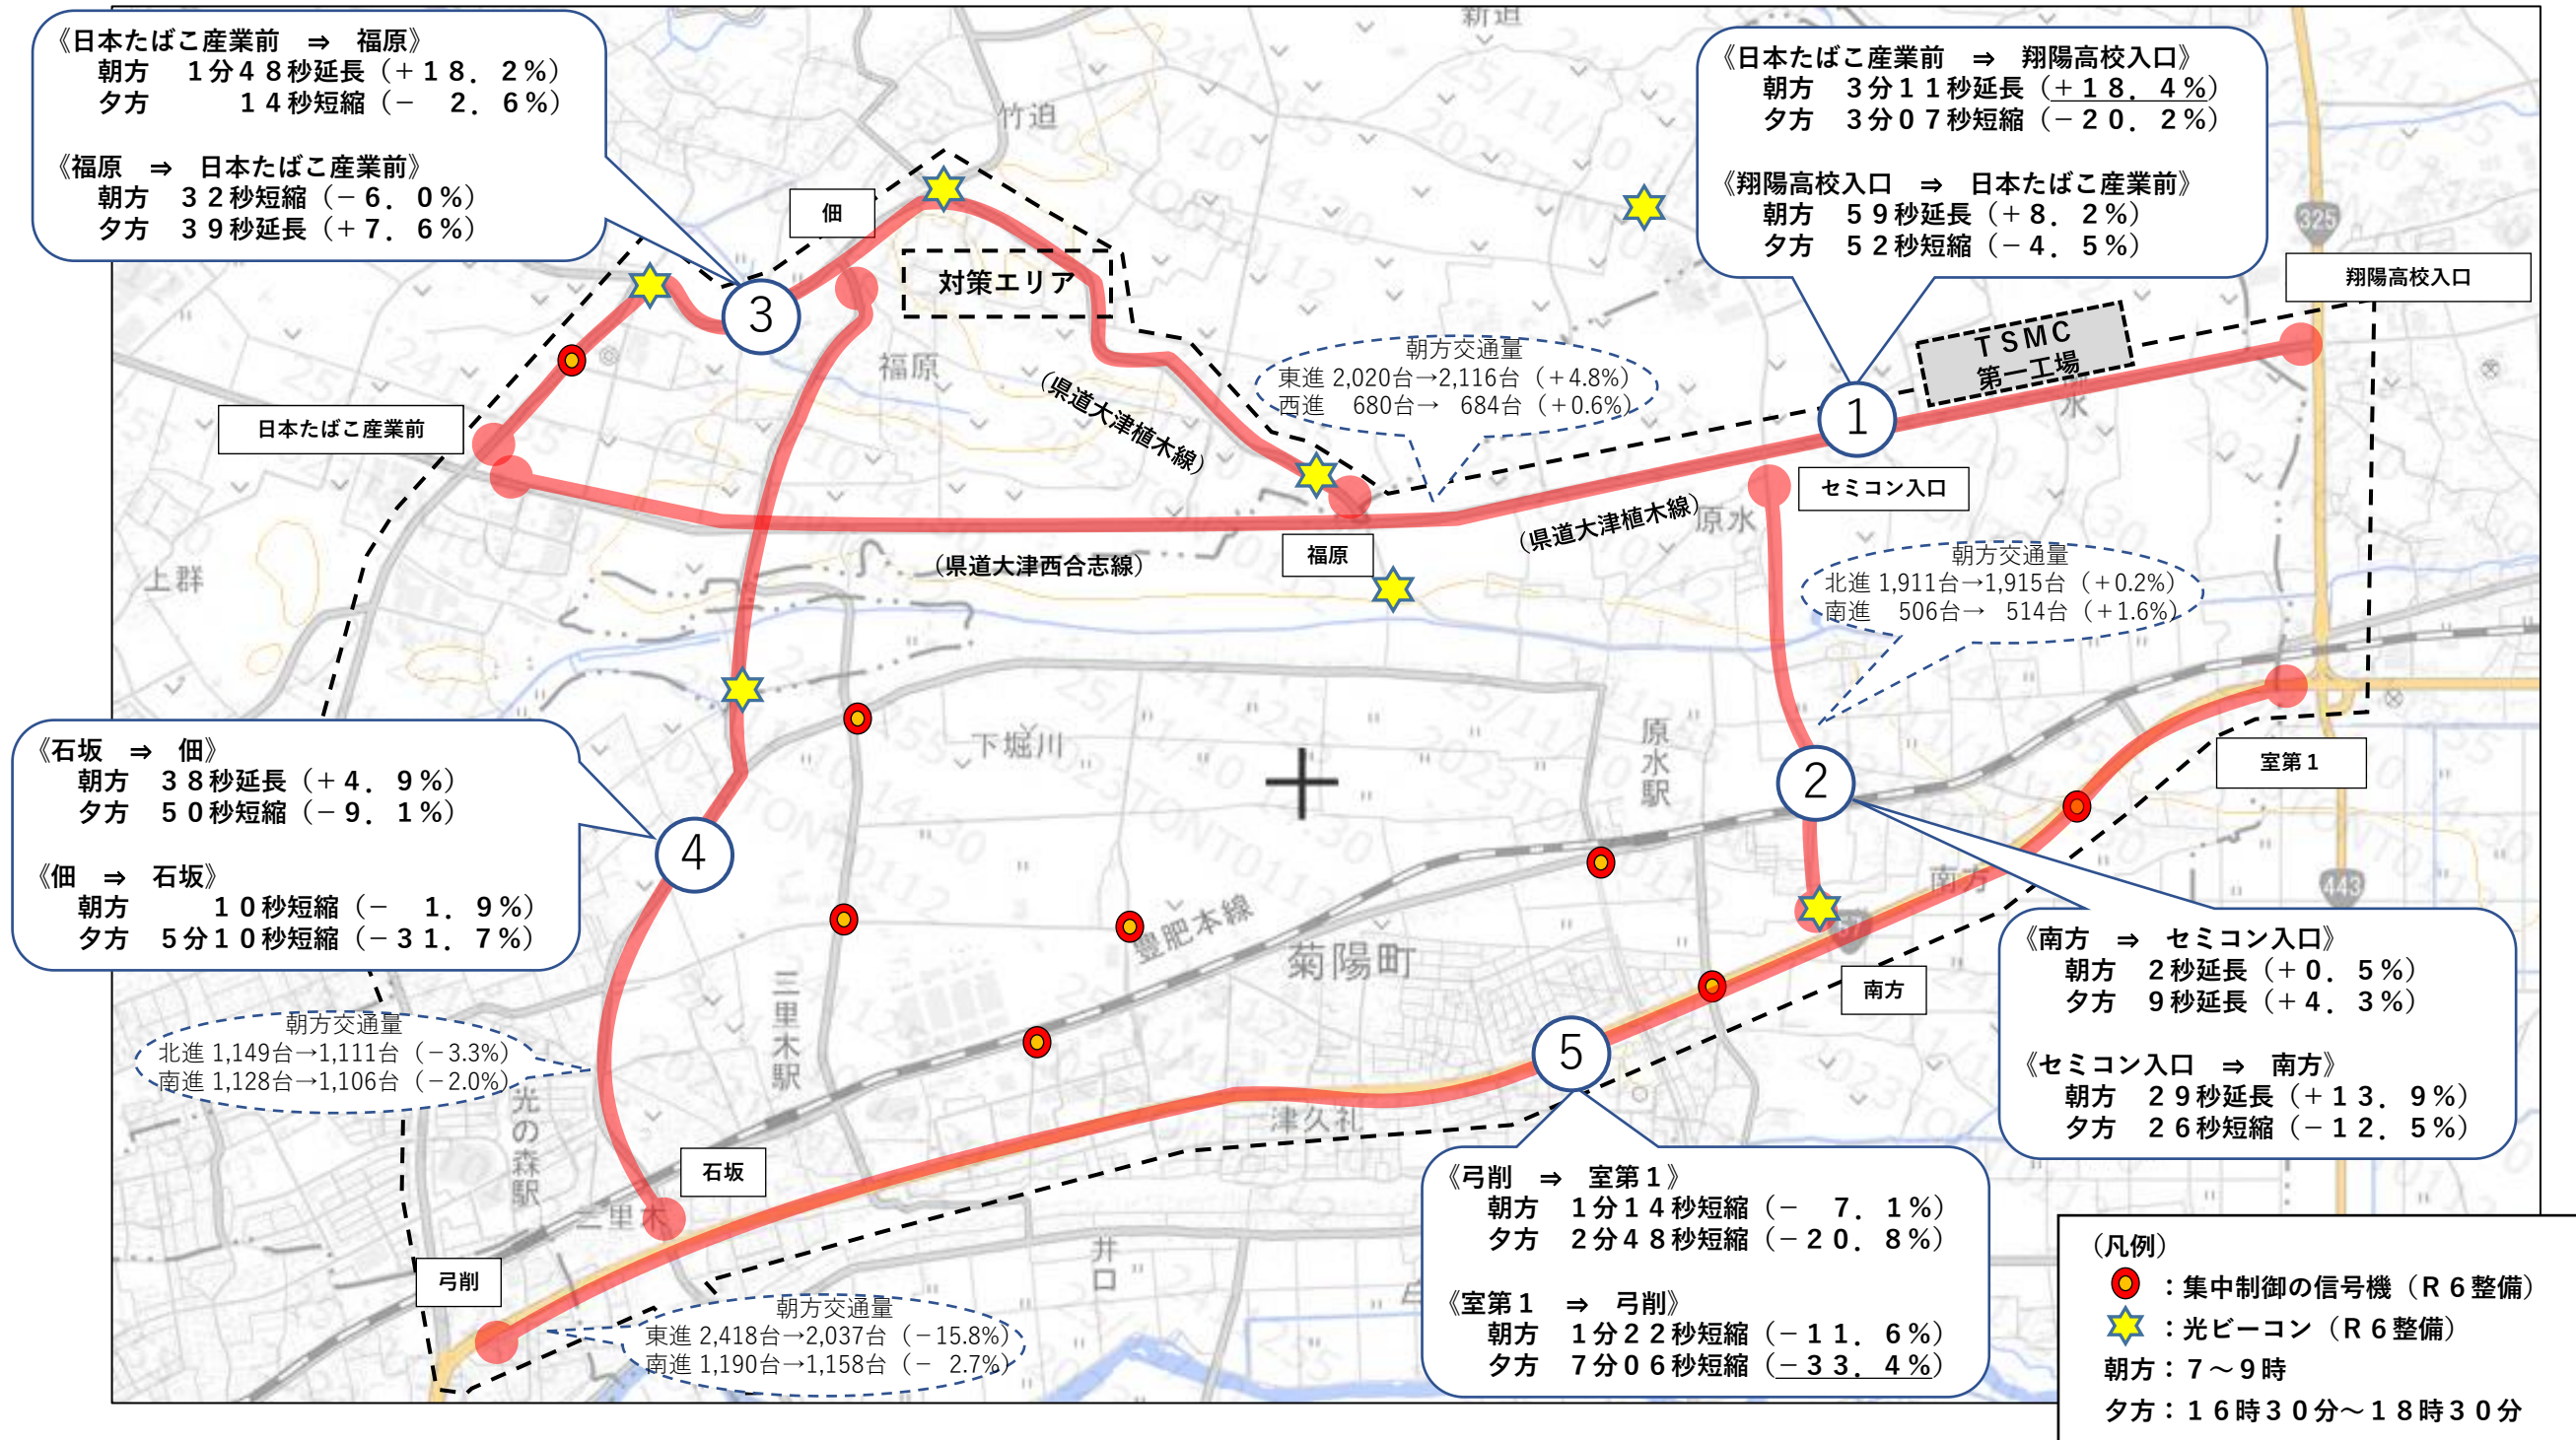 《日本たばこ産業前　⇒　福原》
朝方　１分４８秒延長（＋１８．２%）
夕方　１４秒短縮（－　２．６%）
《福原　⇒　日本たばこ産業前》
朝方　３２秒短縮（－６．０%）
夕方　３９秒延長（＋７．６%）
《日本たばこ産業前　⇒　翔陽高校入口》
朝方　３分１１秒延長（＋１８．４%）
夕方　３分０７秒短縮（－２０．２%）
《翔陽高校入口　⇒　日本たばこ産業前》
朝方　５９秒延長（＋８．２%）
夕方　５２秒短縮（－４．５%）
新迫
竹迫
佃
対策エリア
③
325
翔陽高校入口
ＴＳＭＣ
第一工場
福原
朝方交通量
東進 2,020台→2,116台（＋4.8%）
西進　680台→　684台（＋0.6%）
（県道大津植木線）
①
水
日本たばこ産業前
セミコン入口
（県道大津植木線）
原水
福原
（県道大津西合志線）
上群
朝方交通量
北進 1,911台→1,915台（＋0.2%）
南進　506台→　514台（＋1.6%）
《石坂　⇒　佃》
朝方　３８秒延長（＋４．９%）
夕方　５０秒短縮（－９．１%）
《佃　⇒　石坂》
朝方　１０秒短縮（－　１．９%）
夕方　５分１０秒短縮（－３１．７%）
下堀川
原水駅
室第１
②
④
南方
443
豊肥本線
菊陽町
三里木駅
南方
《南方　⇒　セミコン入口》
朝方　２秒延長（＋０．５%）
夕方　９秒延長（＋４．３%）
《セミコン入口　⇒　南方》
朝方　２９秒延長（＋１３．９%）
夕方　２６秒短縮（－１２．５%）
朝方交通量
北進 1,149台→1,111台（－3.3%）
南進 1,128台→1,106台（－2.0%）
⑤
光の森駅
津久礼
石坂
三里木
《弓削　⇒　室第１》
朝方　１分１４秒短縮（－　７．１%）
夕方　２分４８秒短縮（－２０．８%）
《室第１　⇒　弓削》
朝方　１分２２秒短縮（－１１．６%）
夕方　７分０６秒短縮（－３３．４%）
井口
弓削
朝方交通量
東進 2,418台→2,037台（－15.8%）
南進 1,190台→1,158台（－　2.7%）
（凡例）
：集中制御の信号機（Ｒ６整備）
：光ビーコン（Ｒ６整備）
朝方：７～９時
夕方：１６時３０分～１８時３０分